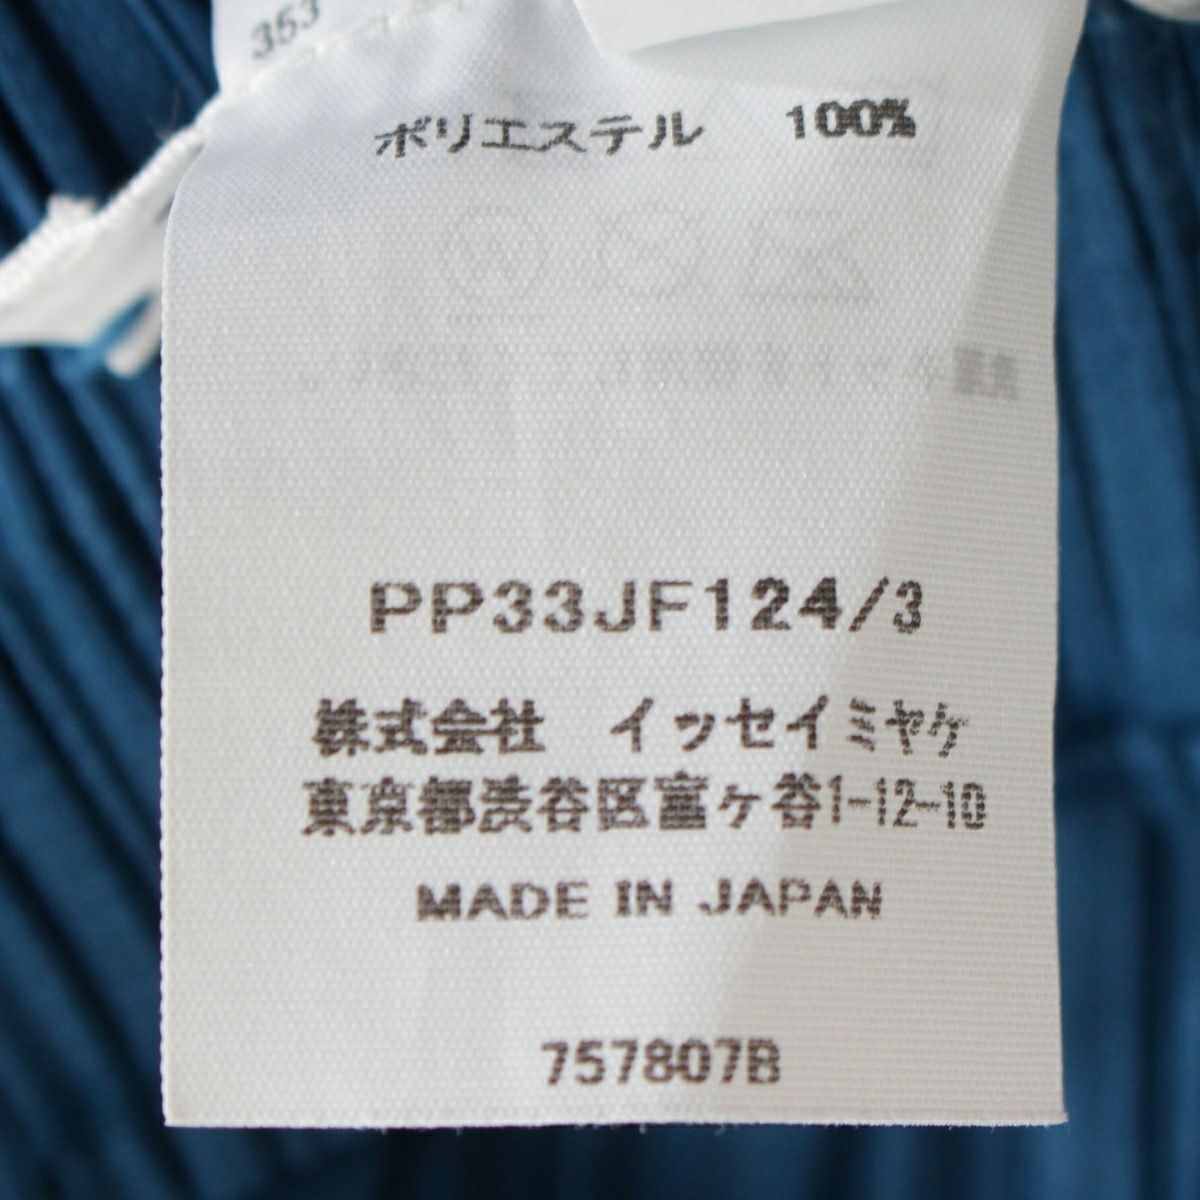 353
ポリエステル 100%
PP33JF124/3
株式会社 イッセイミヤケ
東京都渋谷区富ヶ谷1-12-10
MADE IN JAPAN
757807B